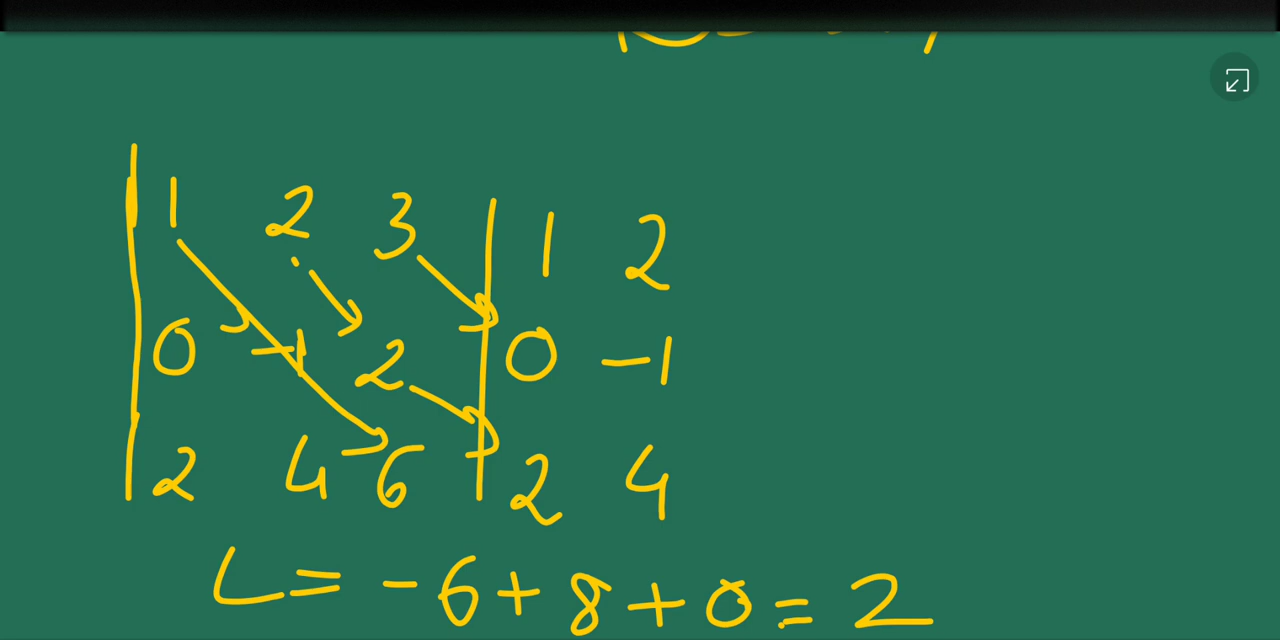 1 2 3 1 2
0 -1 2 0 -1
2 4 6 2 4
L = -6 + 8 + 0 = 2